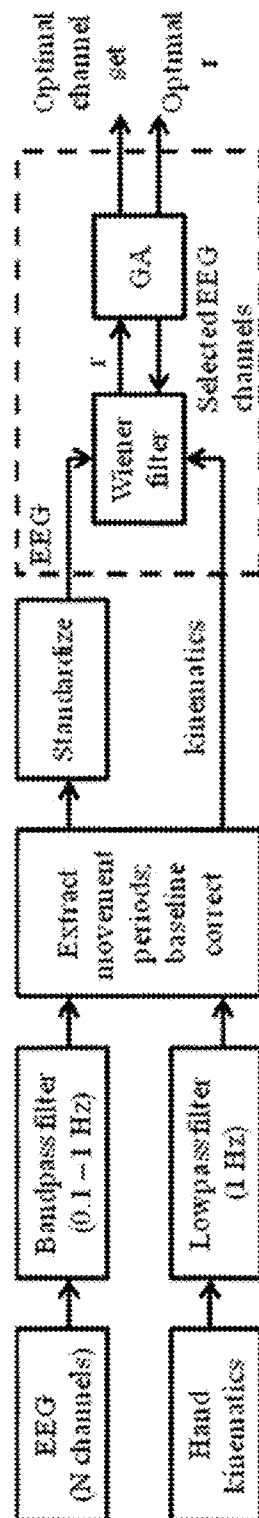 EEG
(N channels)
Bandpass filter
(0.1 – 1 Hz)
Hand
kinematics
Lowpass filter
(1 Hz)
Extract
movement
periods;
baseline
correct
Standardize
EEG
kinematics
Wiener
filter
r
GA
Selected EEG
channels
Optimal
channel
set
Optimal
r